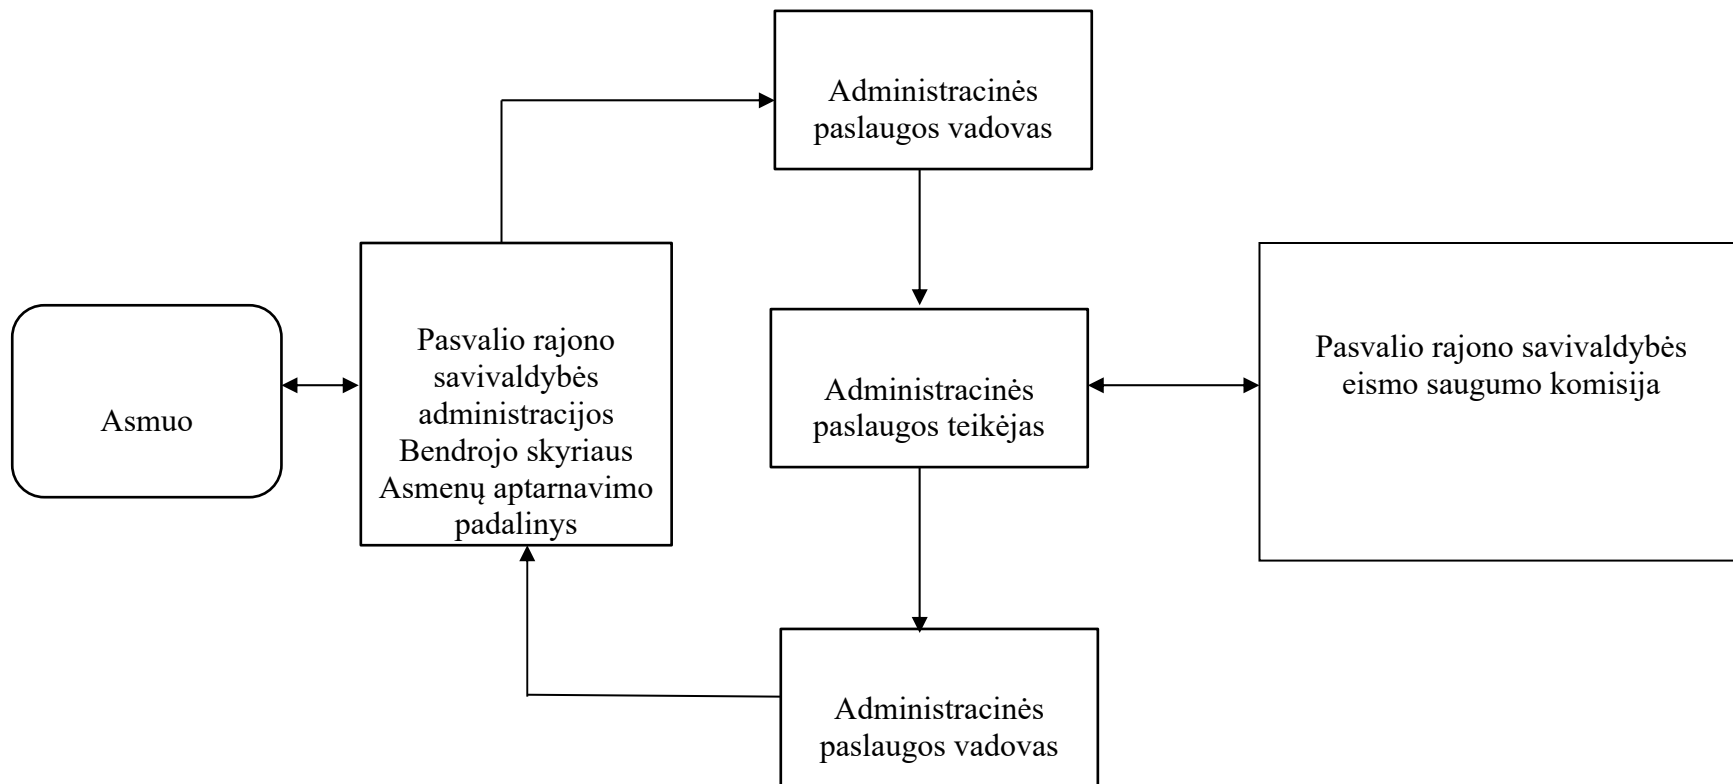 Administracinės
paslaugos vadovas
Asmuo
Pasvalio rajono
savivaldybės
administracijos
Bendrojo skyriaus
Asmenų aptarnavimo
padalinys
Administracinės
paslaugos teikėjas
Pasvalio rajono savivaldybės
eismo saugumo komisija
Administracinės
paslaugos vadovas